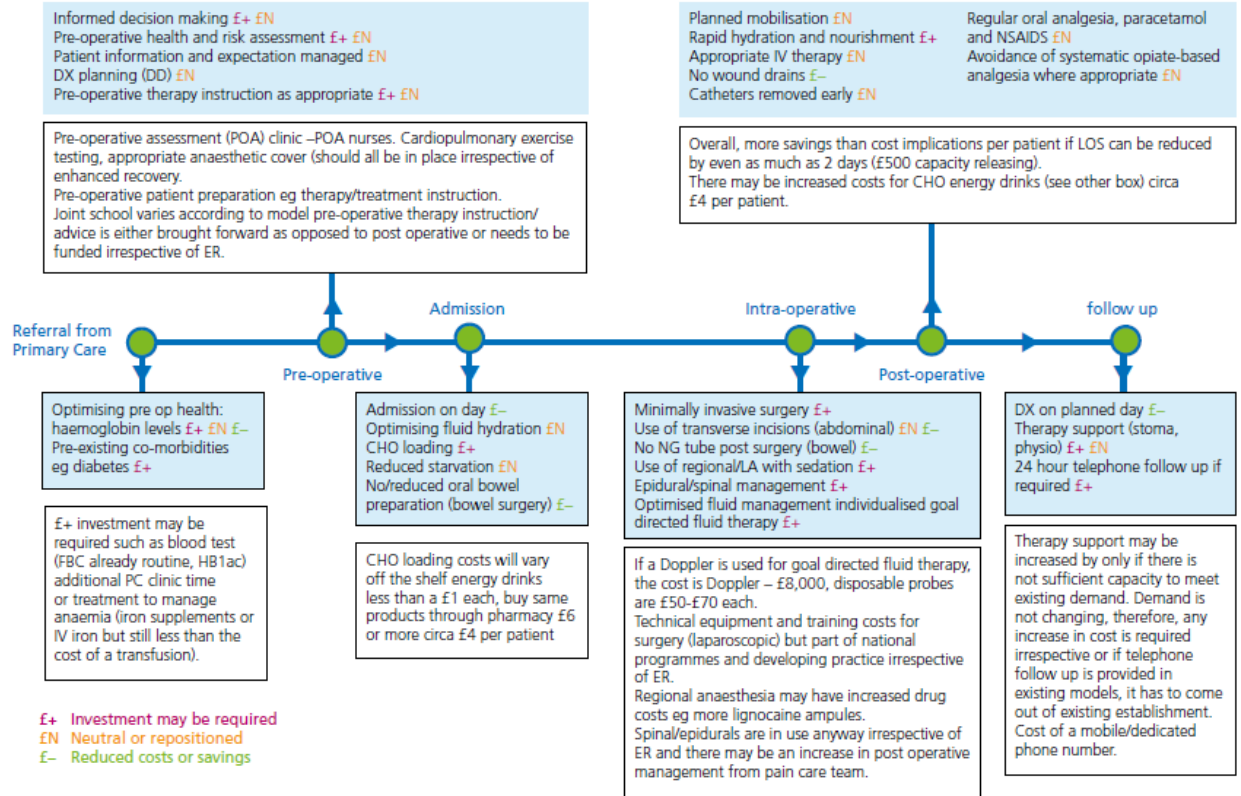 Informed decision making £+ £N
Pre-operative health and risk assessment £+ £N
Patient information and expectation managed £N
DX planning (DD) £N
Pre-operative therapy instruction as appropriate £+ £N
Planned mobilisation £N
Rapid hydration and nourishment £+
Appropriate IV therapy £N
No wound drains £–
Catheters removed early £N
Regular oral analgesia, paracetamol
and NSAIDS £N
Avoidance of systematic opiate-based
analgesia where appropriate £N
Pre-operative assessment (POA) clinic –POA nurses. Cardiopulmonary exercise
testing, appropriate anaesthetic cover (should all be in place irrespective of
enhanced recovery.
Pre-operative patient preparation eg therapy/treatment instruction.
Joint school varies according to model pre-operative therapy instruction/
advice is either brought forward as opposed to post operative or needs to be
funded irrespective of ER.
Overall, more savings than cost implications per patient if LOS can be reduced
by even as much as 2 days (£500 capacity releasing).
There may be increased costs for CHO energy drinks (see other box) circa
£4 per patient.
Referral from
Primary Care
Pre-operative
Admission
Intra-operative
Post-operative
follow up
Optimising pre op health:
haemoglobin levels £+ £N £–
Pre-existing co-morbidities
eg diabetes £+
£+ investment may be
required such as blood test
(FBC already routine, HB1ac)
additional PC clinic time
or treatment to manage
anaemia (iron supplements or
IV iron but still less than the
cost of a transfusion).
Admission on day £–
Optimising fluid hydration £N
CHO loading £+
Reduced starvation £N
No/reduced oral bowel
preparation (bowel surgery) £–
CHO loading costs will vary
off the shelf energy drinks
less than a £1 each, buy same
products through pharmacy £6
or more circa £4 per patient
Minimally invasive surgery £+
Use of transverse incisions (abdominal) £N £–
No NG tube post surgery (bowel) £–
Use of regional/LA with sedation £+
Epidural/spinal management £+
Optimised fluid management individualised goal
directed fluid therapy £+
If a Doppler is used for goal directed fluid therapy,
the cost is Doppler – £8,000, disposable probes
are £50-£70 each.
Technical equipment and training costs for
surgery (laparoscopic) but part of national
programmes and developing practice irrespective
of ER.
Regional anaesthesia may have increased drug
costs eg more lignocaine ampules.
Spinal/epidurals are in use anyway irrespective of
ER and there may be an increase in post operative
management from pain care team.
DX on planned day £–
Therapy support (stoma,
physio) £+ £N
24 hour telephone follow up if
required £+
Therapy support may be
increased by only if there is
not sufficient capacity to meet
existing demand. Demand is
not changing, therefore, any
increase in cost is required
irrespective or if telephone
follow up is provided in
existing models, it has to come
out of existing establishment.
Cost of a mobile/dedicated
phone number.
£+ Investment may be required
£N Neutral or repositioned
£– Reduced costs or savings